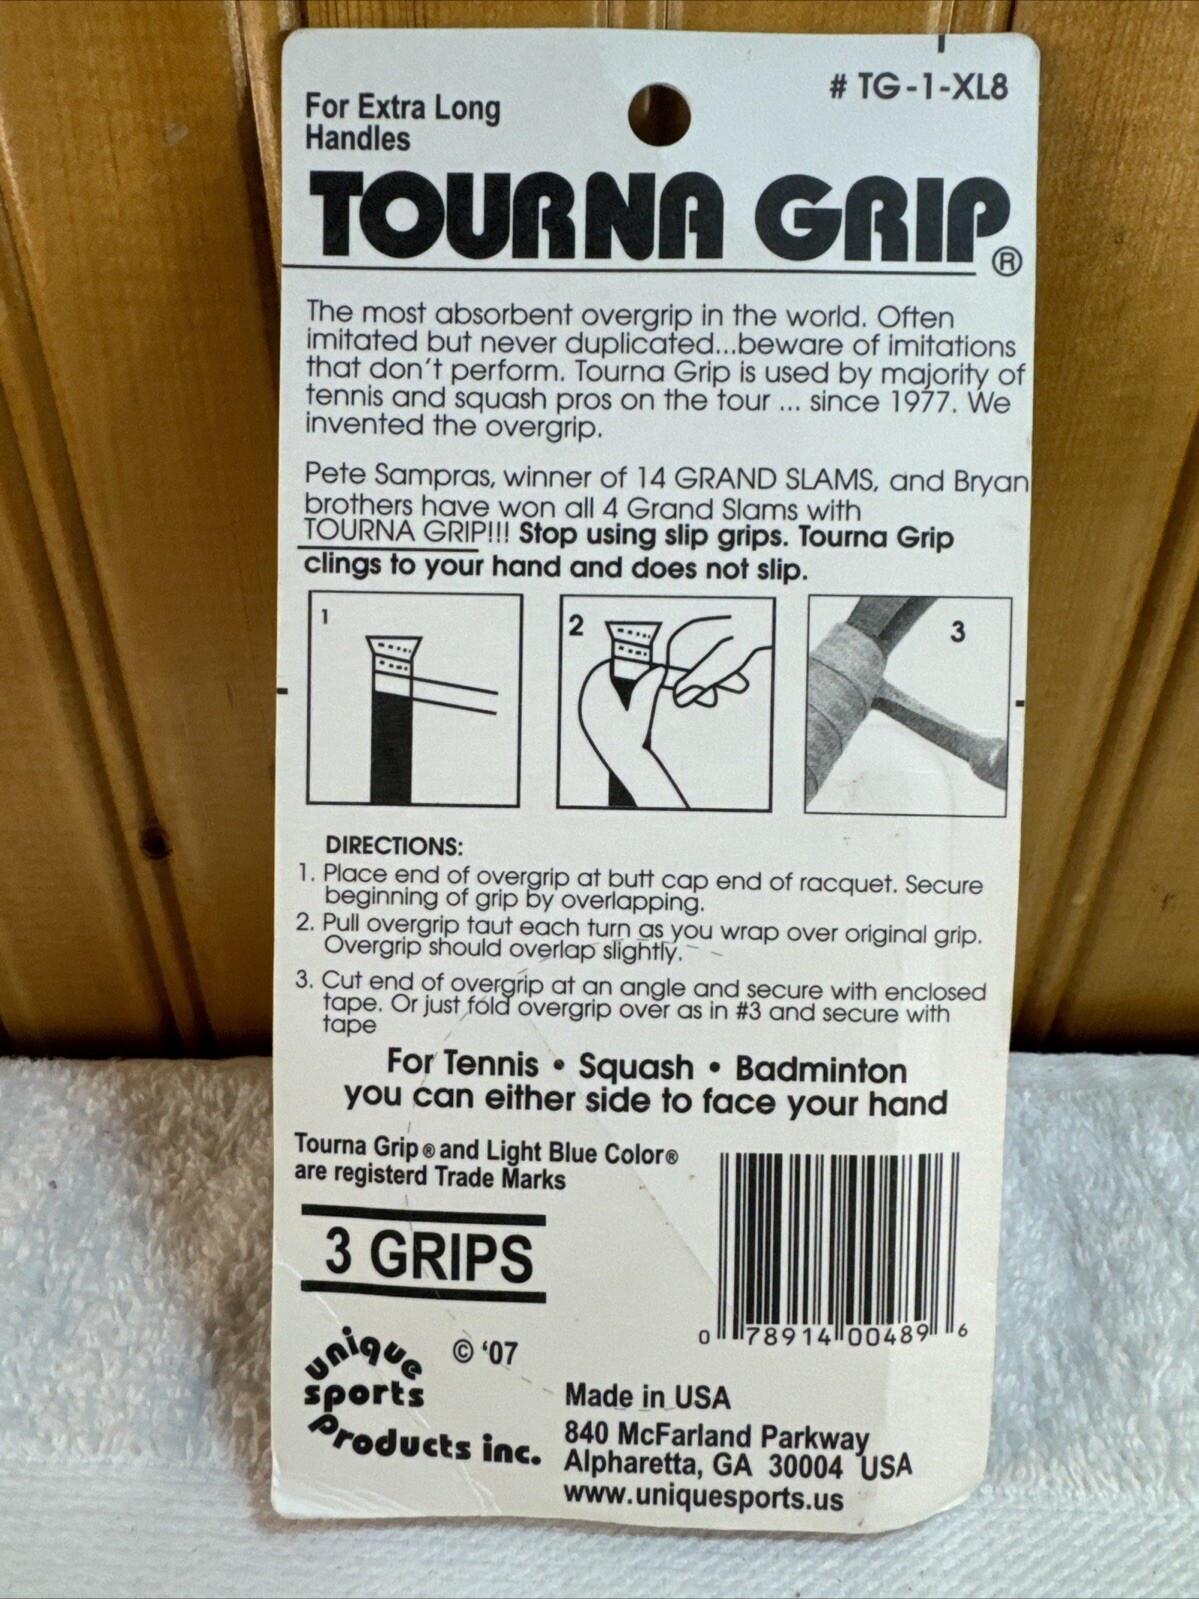 For Extra Long
Handles
# TG-1-XL8
TOURNA GRIP®
The most absorbent overgrip in the world. Often
imitated but never duplicated...beware of imitations
that don't perform. Tourna Grip is used by majority of
tennis and squash pros on the tour ... since 1977. We
invented the overgrip.
Pete Sampras, winner of 14 GRAND SLAMS, and Bryan
brothers have won all 4 Grand Slams with
TOURNA GRIP!!! Stop using slip grips. Tourna Grip
clings to your hand and does not slip.
1
2
3
DIRECTIONS:
1. Place end of overgrip at butt cap end of racquet. Secure
beginning of grip by overlapping.
2. Pull overgrip taut each turn as you wrap over original grip.
Overgrip should overlap slightly.
3. Cut end of overgrip at an angle and secure with enclosed
tape. Or just fold overgrip over as in #3 and secure with
tape
For Tennis • Squash • Badminton
you can either side to face your hand
Tourna Grip® and Light Blue Color®
are registerd Trade Marks
3 GRIPS
0 78914 00489 6
unique
sports
Products inc.
© '07
Made in USA
840 McFarland Parkway
Alpharetta, GA 30004 USA
www.uniquesports.us